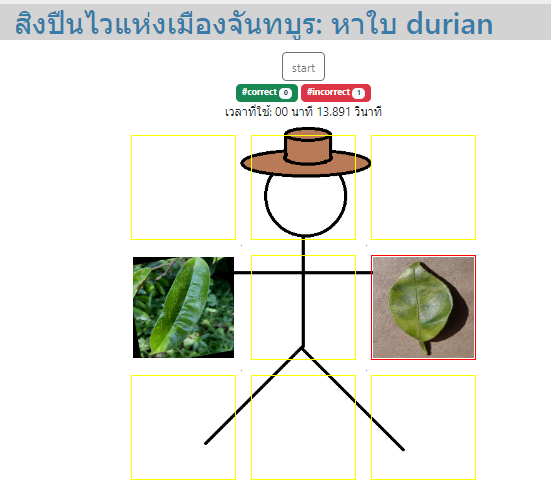 สิงปืนไวแห่งเมืองจันทบูร: หาใบ durian
start
#correct 0 #incorrect 1
เวลาที่ใช้: 00 นาที 13.891 วินาที